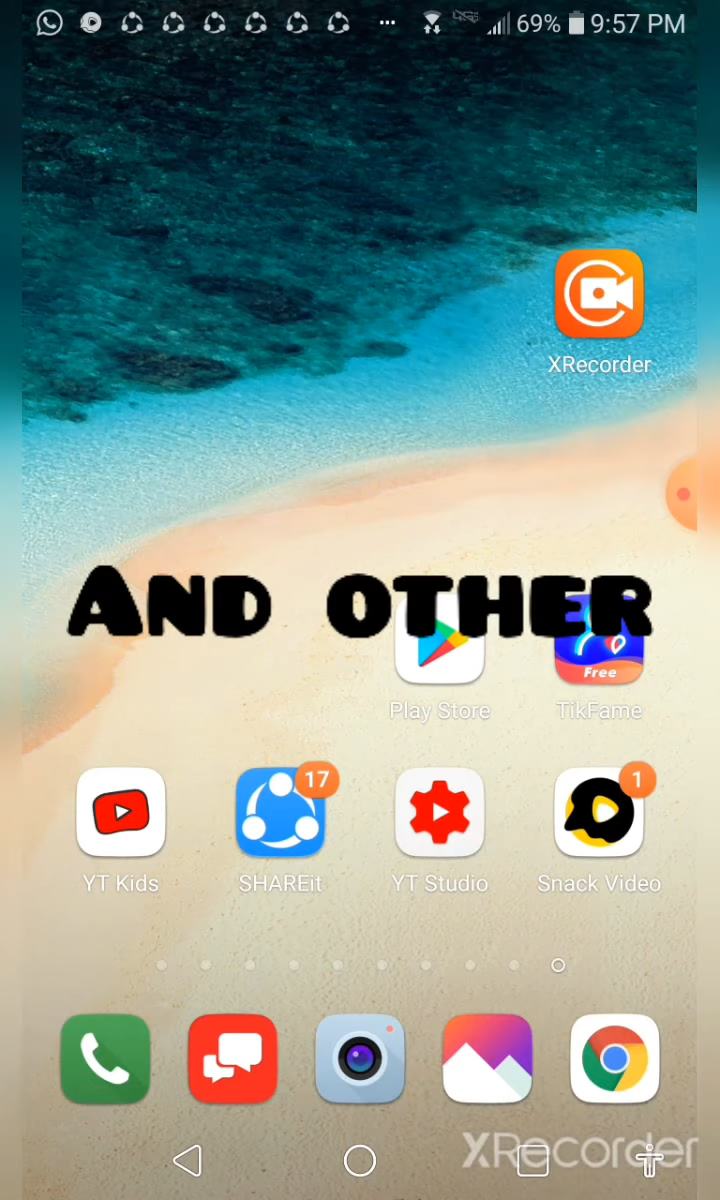 69% 9:57 PM
XRecorder
AND OTHER
Free
Play Store TikFame
17 1
YT Kids SHAREit YT Studio Snack Video
XRecorder